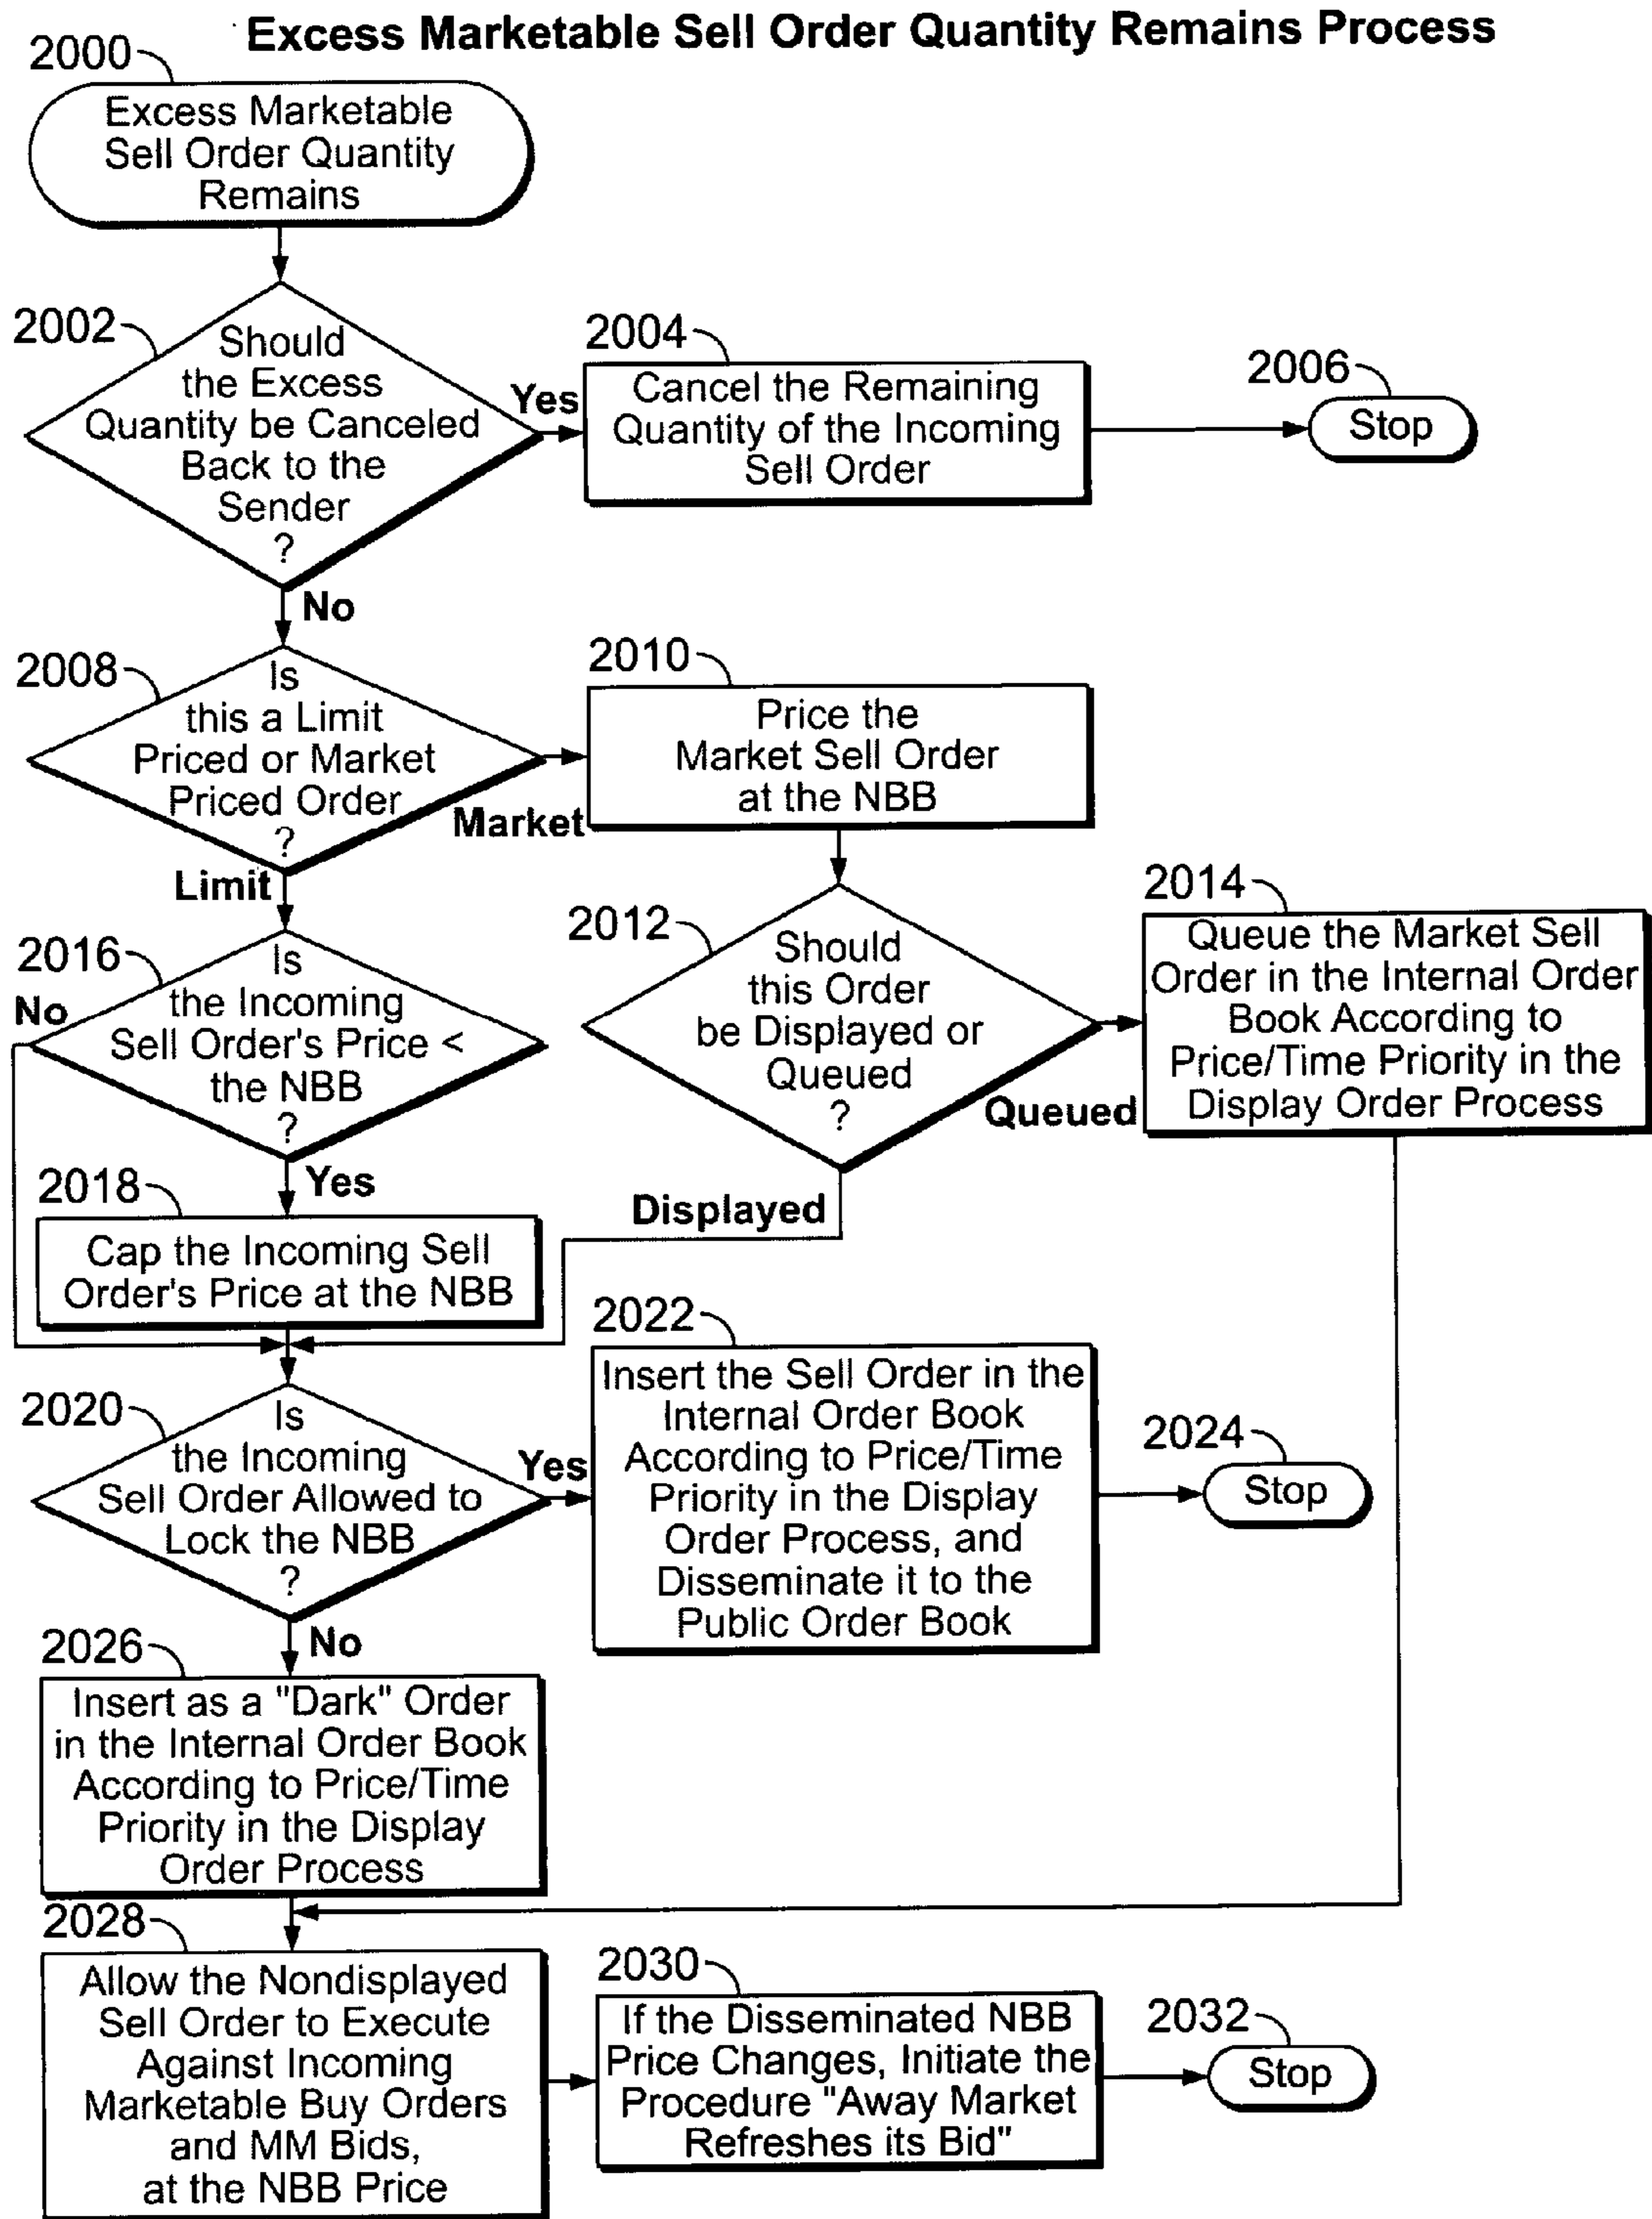 Excess Marketable Sell Order Quantity Remains Process
2000
Excess Marketable
Sell Order Quantity
Remains
2002
Should
the Excess
Quantity be Canceled
Back to the
Sender
?
Yes
No
2004
Cancel the Remaining
Quantity of the Incoming
Sell Order
2006
Stop
2008
Is
this a Limit
Priced or Market
Priced Order
?
Market
Limit
2010
Price the
Market Sell Order
at the NBB
2012
Should
this Order
be Displayed or
Queued
?
Queued
Displayed
2014
Queue the Market Sell
Order in the Internal Order
Book According to
Price/Time Priority in the
Display Order Process
2016
Is
the Incoming
Sell Order's Price <
the NBB
?
No
Yes
2018
Cap the Incoming Sell
Order's Price at the NBB
2020
Is
the Incoming
Sell Order Allowed to
Lock the NBB
?
Yes
No
2022
Insert the Sell Order in the
Internal Order Book
According to Price/Time
Priority in the Display
Order Process, and
Disseminate it to the
Public Order Book
2024
Stop
2026
Insert as a "Dark" Order
in the Internal Order Book
According to Price/Time
Priority in the Display
Order Process
2028
Allow the Nondisplayed
Sell Order to Execute
Against Incoming
Marketable Buy Orders
and MM Bids,
at the NBB Price
2030
If the Disseminated NBB
Price Changes, Initiate the
Procedure "Away Market
Refreshes its Bid"
2032
Stop